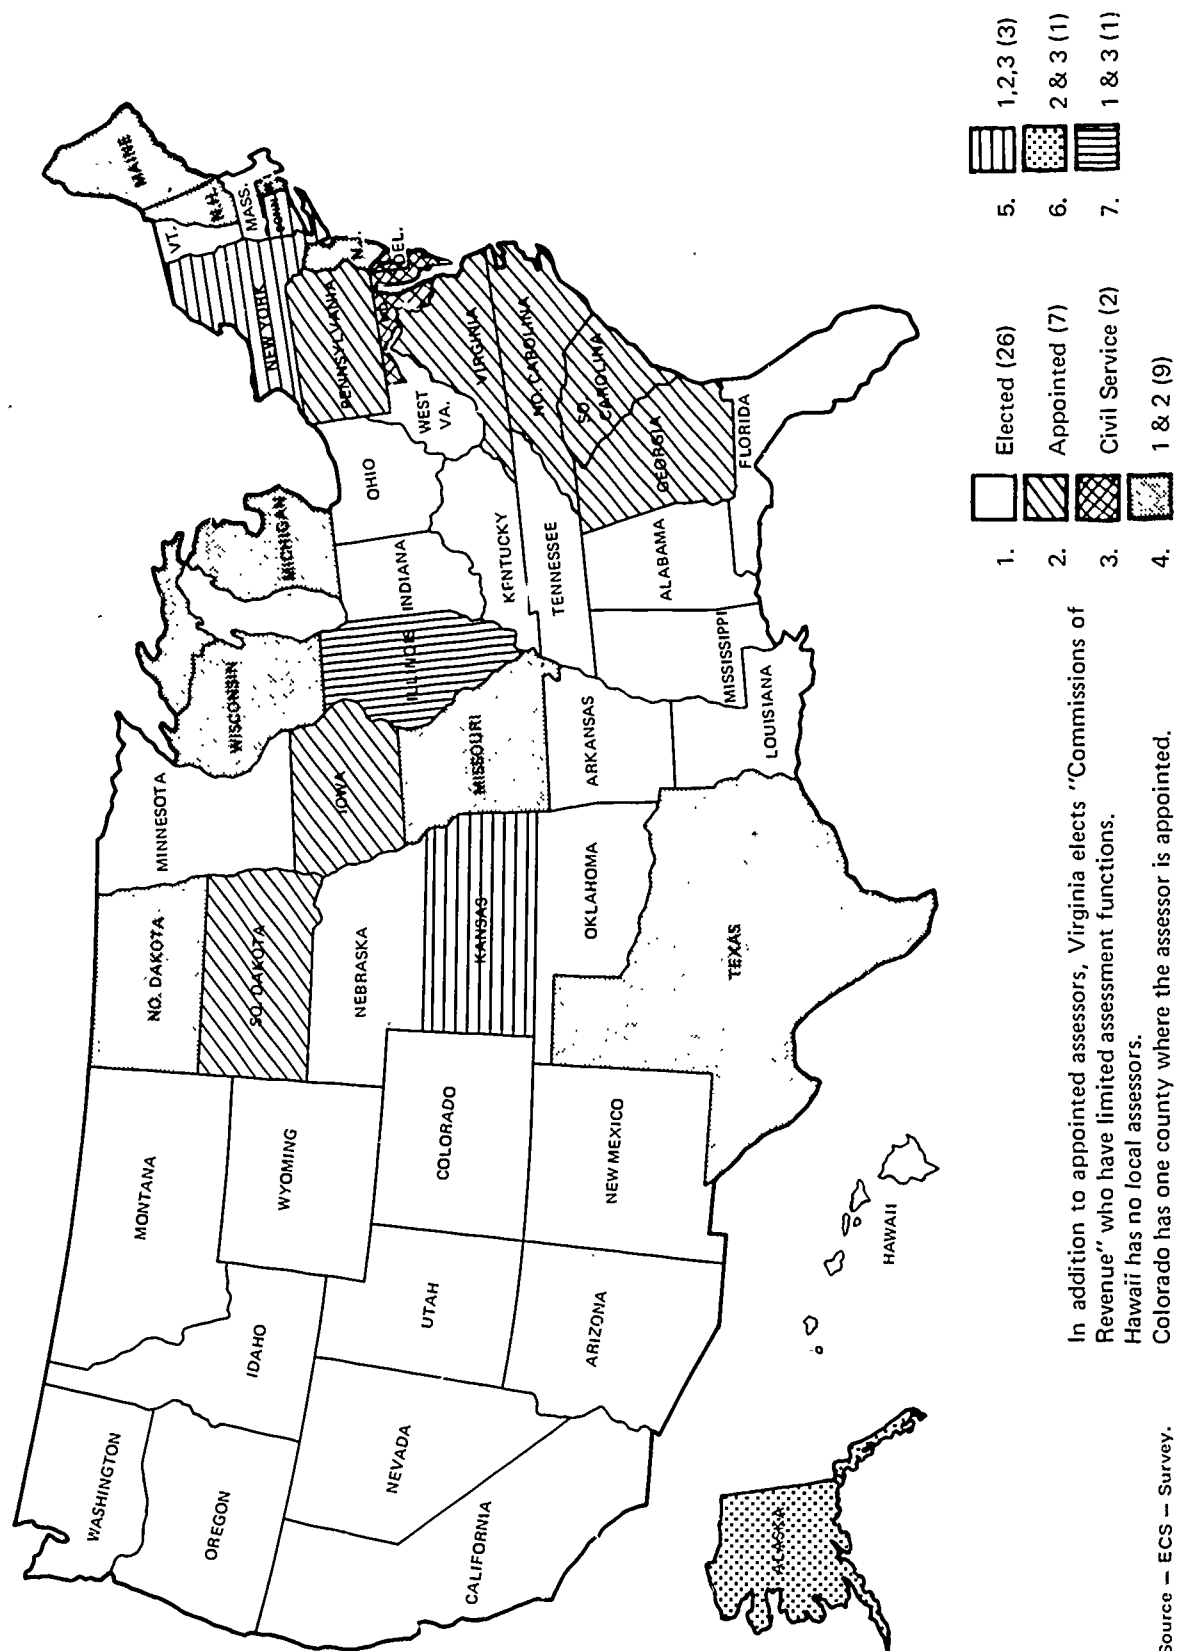 WASHINGTON
OREGON
CALIFORNIA
NEVADA
IDAHO
MONTANA
WYOMING
UTAH
ARIZONA
COLORADO
NEW MEXICO
NO. DAKOTA
SO. DAKOTA
NEBRASKA
KANSAS
OKLAHOMA
TEXAS
MINNESOTA
IOWA
MISSOURI
ARKANSAS
LOUISIANA
WISCONSIN
ILLINOIS
MICHIGAN
INDIANA
OHIO
KENTUCKY
TENNESSEE
MISSISSIPPI
ALABAMA
GEORGIA
FLORIDA
SO.
CAROLINA
NO. CAROLINA
VIRGINIA
WEST
VA.
PENNSYLVANIA
NEW YORK
VT.
N.H.
MAINE
MASS.
CONN.
N.J.
DEL.
ALASKA
HAWAII
1. Elected (26)
2. Appointed (7)
3. Civil Service (2)
4. 1 & 2 (9)
5. 1,2,3 (3)
6. 2 & 3 (1)
7. 1 & 3 (1)
In addition to appointed assessors, Virginia elects "Commissions of
Revenue" who have limited assessment functions.
Hawaii has no local assessors.
Colorado has one county where the assessor is appointed.
Source – ECS – Survey.